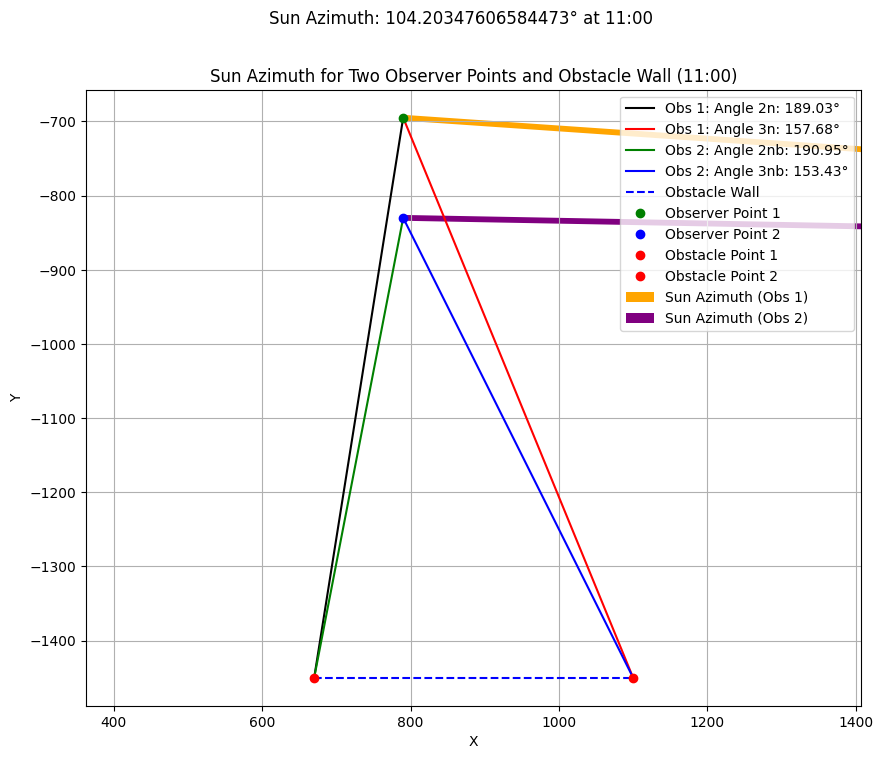 Sun Azimuth: 104.20347606584473° at 11:00
Sun Azimuth for Two Observer Points and Obstacle Wall (11:00)
Obs 1: Angle 2n: 189.03°
Obs 1: Angle 3n: 157.68°
Obs 2: Angle 2nb: 190.95°
Obs 2: Angle 3nb: 153.43°
Obstacle Wall
Observer Point 1
Observer Point 2
Obstacle Point 1
Obstacle Point 2
Sun Azimuth (Obs 1)
Sun Azimuth (Obs 2)
Y
−700
−800
−900
−1000
−1100
−1200
−1300
−1400
400 600 800 1000 1200 1400
X